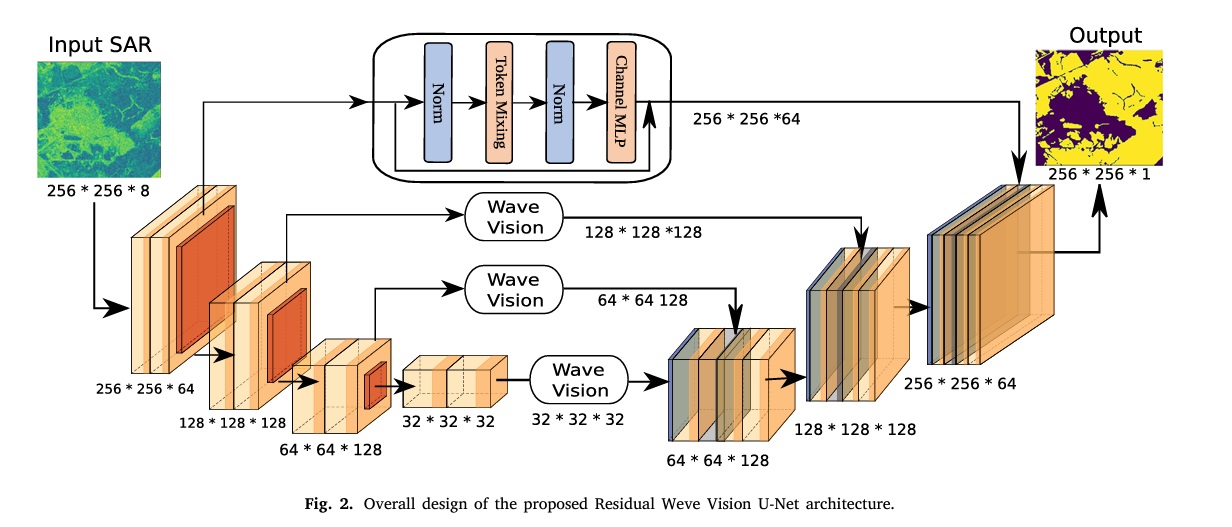 Input SAR
Output
Norm
Token Mixing
Norm
Channel MLP
256 * 256 *64
256 * 256 * 8
256 * 256 * 1
Wave
Vision
128 * 128 *128
Wave
Vision
64 * 64 128
Wave
Vision
32 * 32 * 32
256 * 256 * 64
128 * 128 * 128
64 * 64 * 128
32 * 32 * 32
64 * 64 * 128
128 * 128 * 128
256 * 256 * 64
Fig. 2. Overall design of the proposed Residual Weve Vision U-Net architecture.